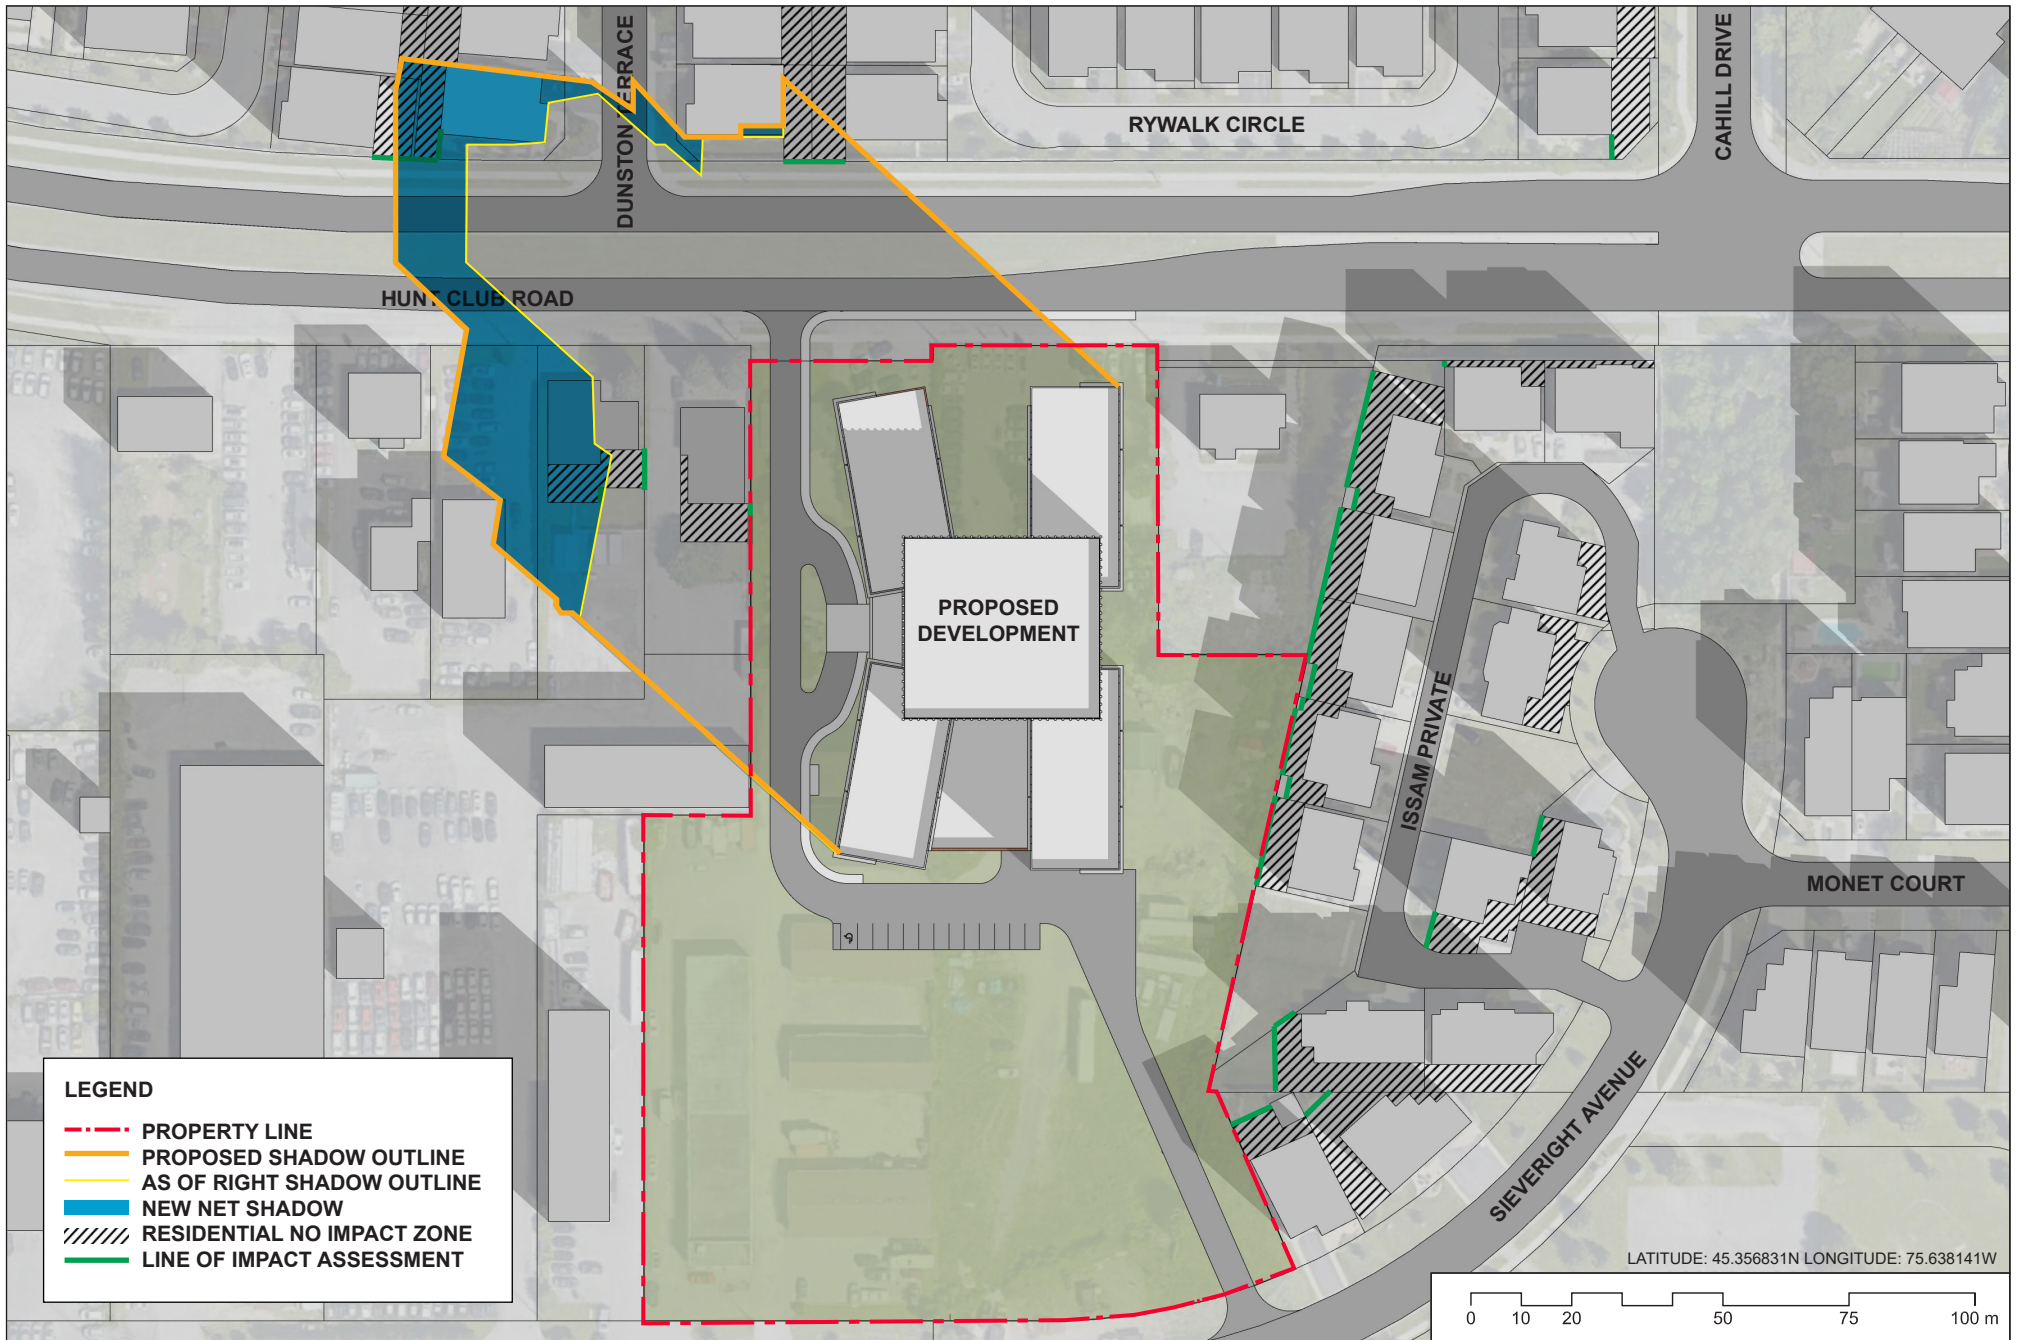 DUNSTON TERRACE
RYWALK CIRCLE
CAHILL DRIVE
HUNT CLUB ROAD
PROPOSED
DEVELOPMENT
ISSAM PRIVATE
MONET COURT
SIEVERIGHT AVENUE
LEGEND
PROPERTY LINE
PROPOSED SHADOW OUTLINE
AS OF RIGHT SHADOW OUTLINE
NEW NET SHADOW
RESIDENTIAL NO IMPACT ZONE
LINE OF IMPACT ASSESSMENT
LATITUDE: 45.356831N LONGITUDE: 75.638141W
0 10 20 50 75 100 m